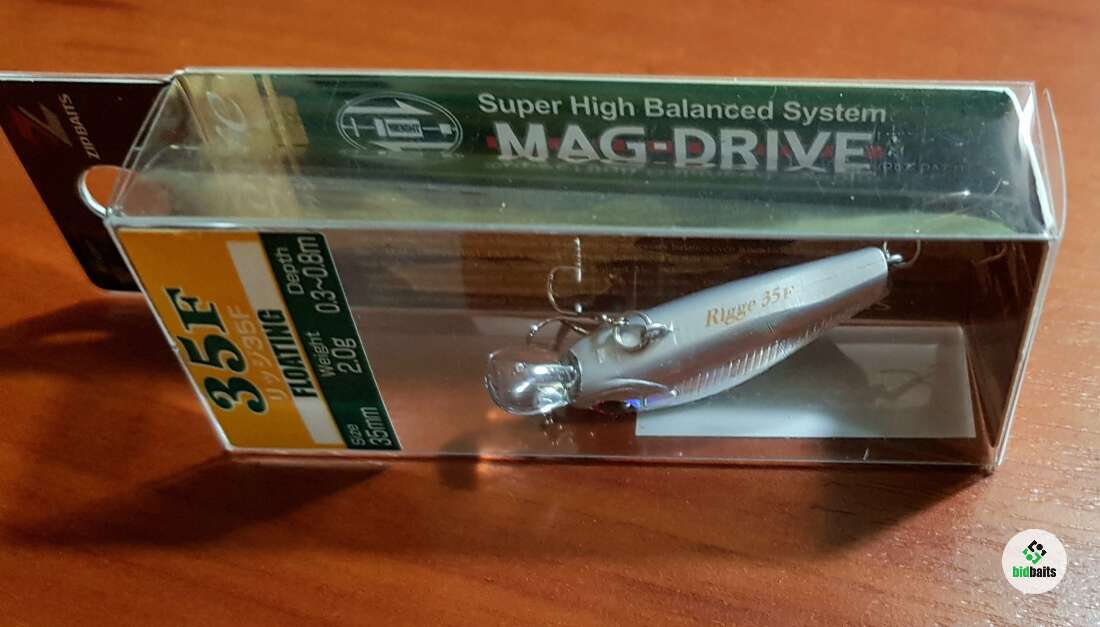 ZIPBAITS
WEIGHT
Super High Balanced System
MAG-DRIVE
35F
リッジ35F
FLOATING
Depth
0.3~0.8m
Weight
2.0g
Size
35mm
Rigge 35F
bidbaits